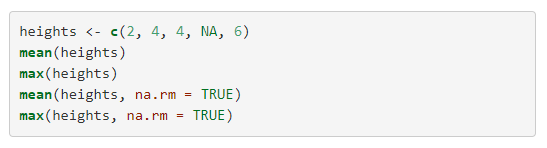 heights <- c(2, 4, 4, NA, 6)
mean(heights)
max(heights)
mean(heights, na.rm = TRUE)
max(heights, na.rm = TRUE)